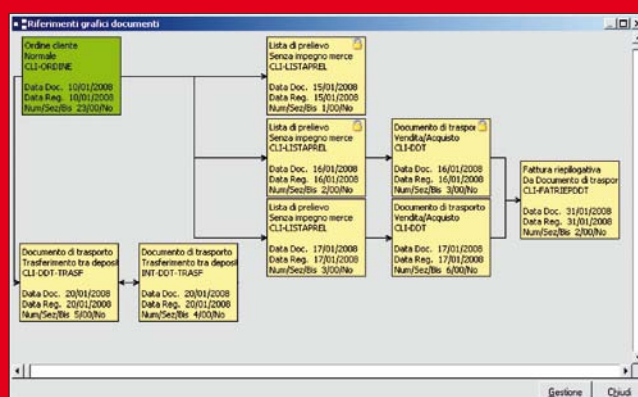 Riferimenti grafici documenti
Ordine cliente
Normale
CLI-ORDINE
Data Doc. 10/01/2008
Data Reg. 10/01/2008
Num/Sez/Bis 23/00/No
Lista di prelievo
Senza impegno merce
CLI-LISTAPREL
Data Doc. 15/01/2008
Data Reg. 15/01/2008
Num/Sez/Bis 1/00/No
Lista di prelievo
Senza impegno merce
CLI-LISTAPREL
Data Doc. 16/01/2008
Data Reg. 16/01/2008
Num/Sez/Bis 2/00/No
Documento di traspor
Vendita/Acquisto
CLI-DDT
Data Doc. 16/01/2008
Data Reg. 16/01/2008
Num/Sez/Bis 3/00/No
Fattura riepilogativa
Da Documento di traspor
CLI-FATRIEPDDT
Data Doc. 31/01/2008
Data Reg. 31/01/2008
Num/Sez/Bis 2/00/No
Lista di prelievo
Senza impegno merce
CLI-LISTAPREL
Data Doc. 17/01/2008
Data Reg. 17/01/2008
Num/Sez/Bis 3/00/No
Documento di trasporto
Vendita/Acquisto
CLI-DDT
Data Doc. 17/01/2008
Data Reg. 17/01/2008
Num/Sez/Bis 6/00/No
Documento di trasporto
Trasferimento tra deposi
CLI-DDT-TRASF
Data Doc. 20/01/2008
Data Reg. 20/01/2008
Num/Sez/Bis 5/00/No
Documento di trasporto
Trasferimento tra deposi
INT-DDT-TRASF
Data Doc. 20/01/2008
Data Reg. 20/01/2008
Num/Sez/Bis 4/00/No
Gestione Chiudi